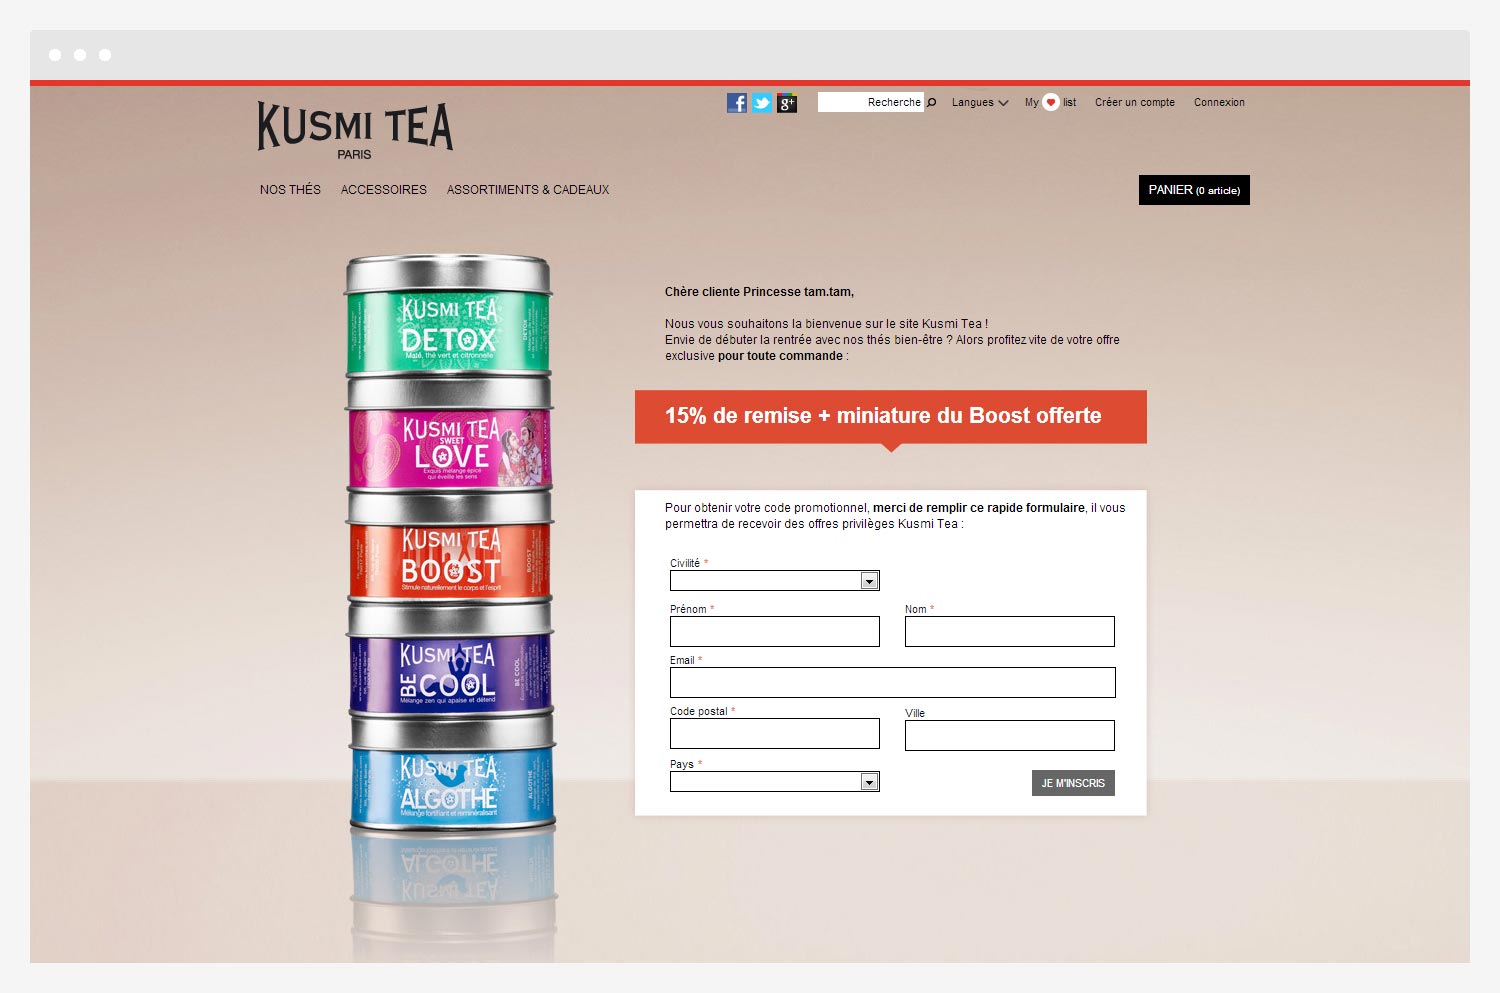 KUSMI TEA
PARIS
Recherche
Langues
My list
Créer un compte
Connexion
NOS THÉS
ACCESSOIRES
ASSORTIMENTS & CADEAUX
PANIER (0 article)
KUSMI TEA
DETOX
Maté, thé vert et citronnelle
KUSMI TEA
SWEET
LOVE
Exquis mélange épicé
qui éveille les sens
KUSMI TEA
BOOST
Stimule naturellement le corps et l'esprit
KUSMI TEA
BE COOL
Mélange zen qui apaise et détend
KUSMI TEA
ALGOTHÉ
Mélange fortifiant et reminéralisant
Chère cliente Princesse tam.tam,
Nous vous souhaitons la bienvenue sur le site Kusmi Tea !
Envie de débuter la rentrée avec nos thés bien-être ? Alors profitez vite de votre offre
exclusive pour toute commande :
15% de remise + miniature du Boost offerte
Pour obtenir votre code promotionnel, merci de remplir ce rapide formulaire, il vous
permettra de recevoir des offres privilèges Kusmi Tea :
Civilité *
Prénom *
Nom *
Email *
Code postal *
Ville
Pays *
JE M'INSCRIS